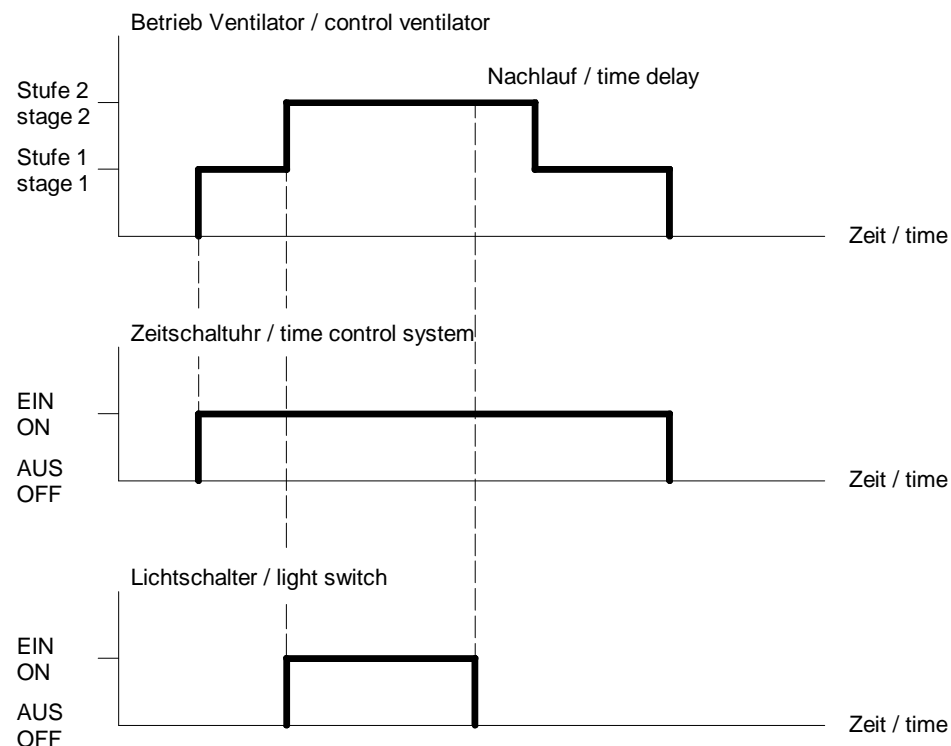 Betrieb Ventilator / control ventilator
Nachlauf / time delay
Stufe 2
stage 2
Stufe 1
stage 1
Zeit / time
Zeitschaltuhr / time control system
EIN
ON
AUS
OFF
Zeit / time
Lichtschalter / light switch
EIN
ON
AUS
OFF
Zeit / time